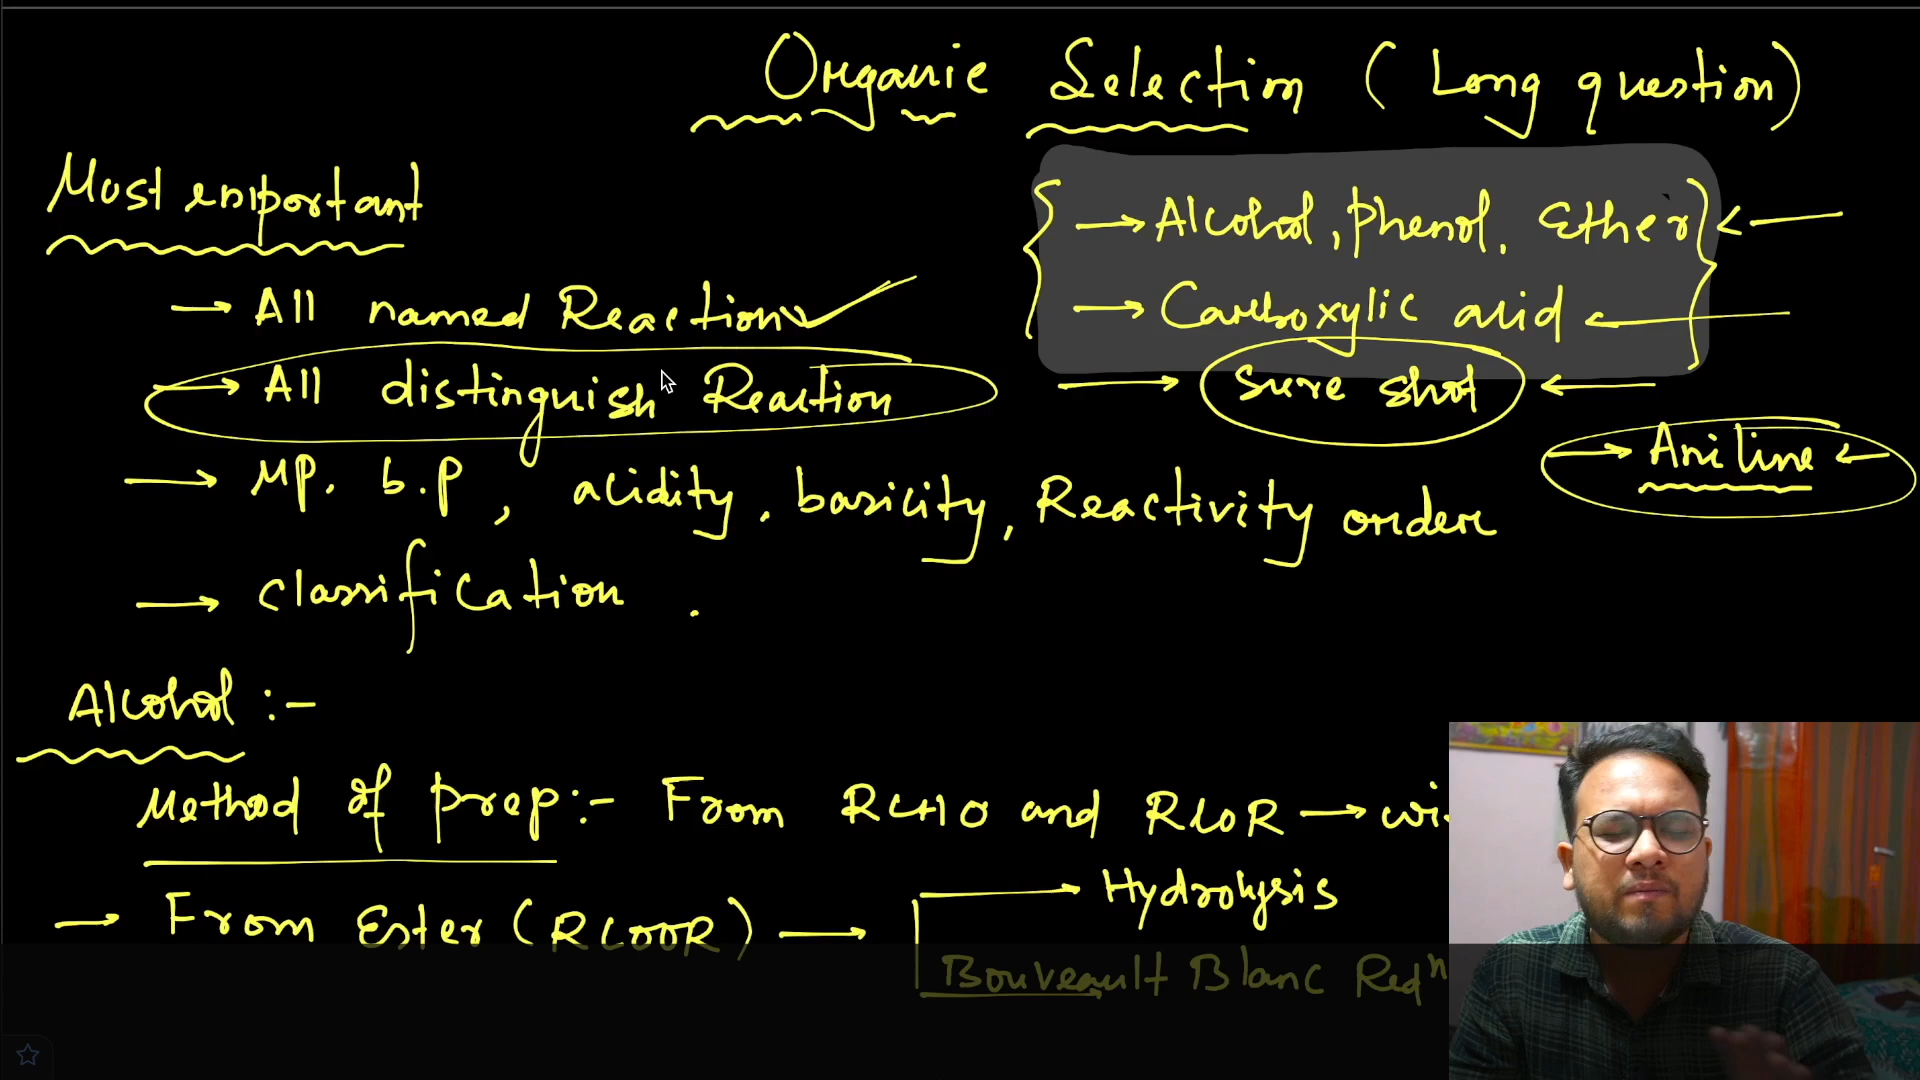 Organic Selection (Long question)
Most important
→ All named Reaction ✓
→ All distinguish Reaction
→ MP. b.p, acidity, basicity, Reactivity order
→ classification.
{ → Alcohol, phenol, Ether } ←
→ Carboxylic acid ←
→ Sure shot ←
→ Aniline ←
Alcohol :-
Method of prep:- From RCHO and RCOR →
→ From Ester (RCOOR) → Hydrolysis
Bouveault Blanc Redⁿ